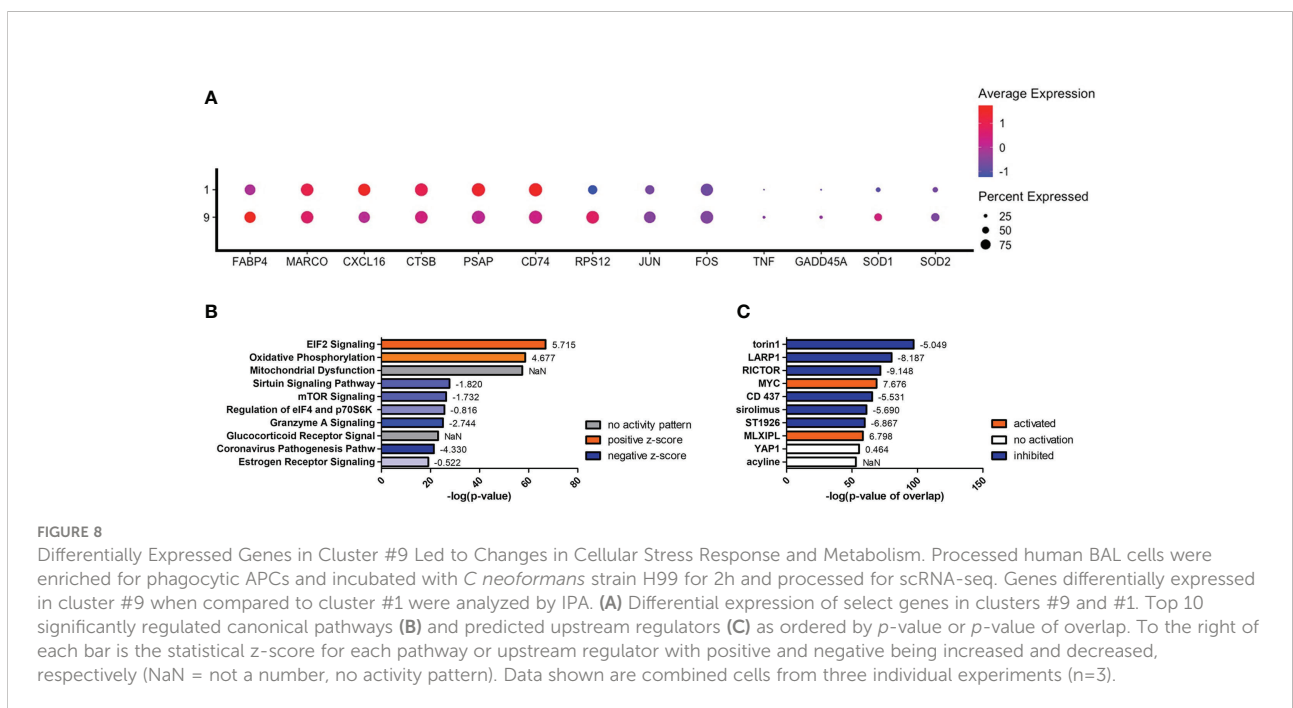 A
Average Expression
1
0
-1
Percent Expressed
25
50
75
1
9
FABP4 MARCO CXCL16 CTSB PSAP CD74 RPS12 JUN FOS TNF GADD45A SOD1 SOD2
B
EIF2 Signaling 5.715
Oxidative Phosphorylation 4.677
Mitochondrial Dysfunction NaN
Sirtuin Signaling Pathway -1.820
mTOR Signaling -1.732
Regulation of eIF4 and p70S6K -0.816
Granzyme A Signaling -2.744
Glucocorticoid Receptor Signal NaN
Coronavirus Pathogenesis Pathw -4.330
Estrogen Receptor Signaling -0.522
0 20 40 60 80
-log(p-value)
no activity pattern
positive z-score
negative z-score
C
torin1 -5.049
LARP1 -8.187
RICTOR -9.148
MYC 7.676
CD 437 -5.531
sirolimus -5.690
ST1926 -6.867
MLXIPL 6.798
YAP1 0.464
acyline NaN
0 50 100 150
-log(p-value of overlap)
activated
no activation
inhibited
FIGURE 8
Differentially Expressed Genes in Cluster #9 Led to Changes in Cellular Stress Response and Metabolism. Processed human BAL cells were
enriched for phagocytic APCs and incubated with C neoformans strain H99 for 2h and processed for scRNA-seq. Genes differentially expressed
in cluster #9 when compared to cluster #1 were analyzed by IPA. (A) Differential expression of select genes in clusters #9 and #1. Top 10
significantly regulated canonical pathways (B) and predicted upstream regulators (C) as ordered by p-value or p-value of overlap. To the right of
each bar is the statistical z-score for each pathway or upstream regulator with positive and negative being increased and decreased,
respectively (NaN = not a number, no activity pattern). Data shown are combined cells from three individual experiments (n=3).